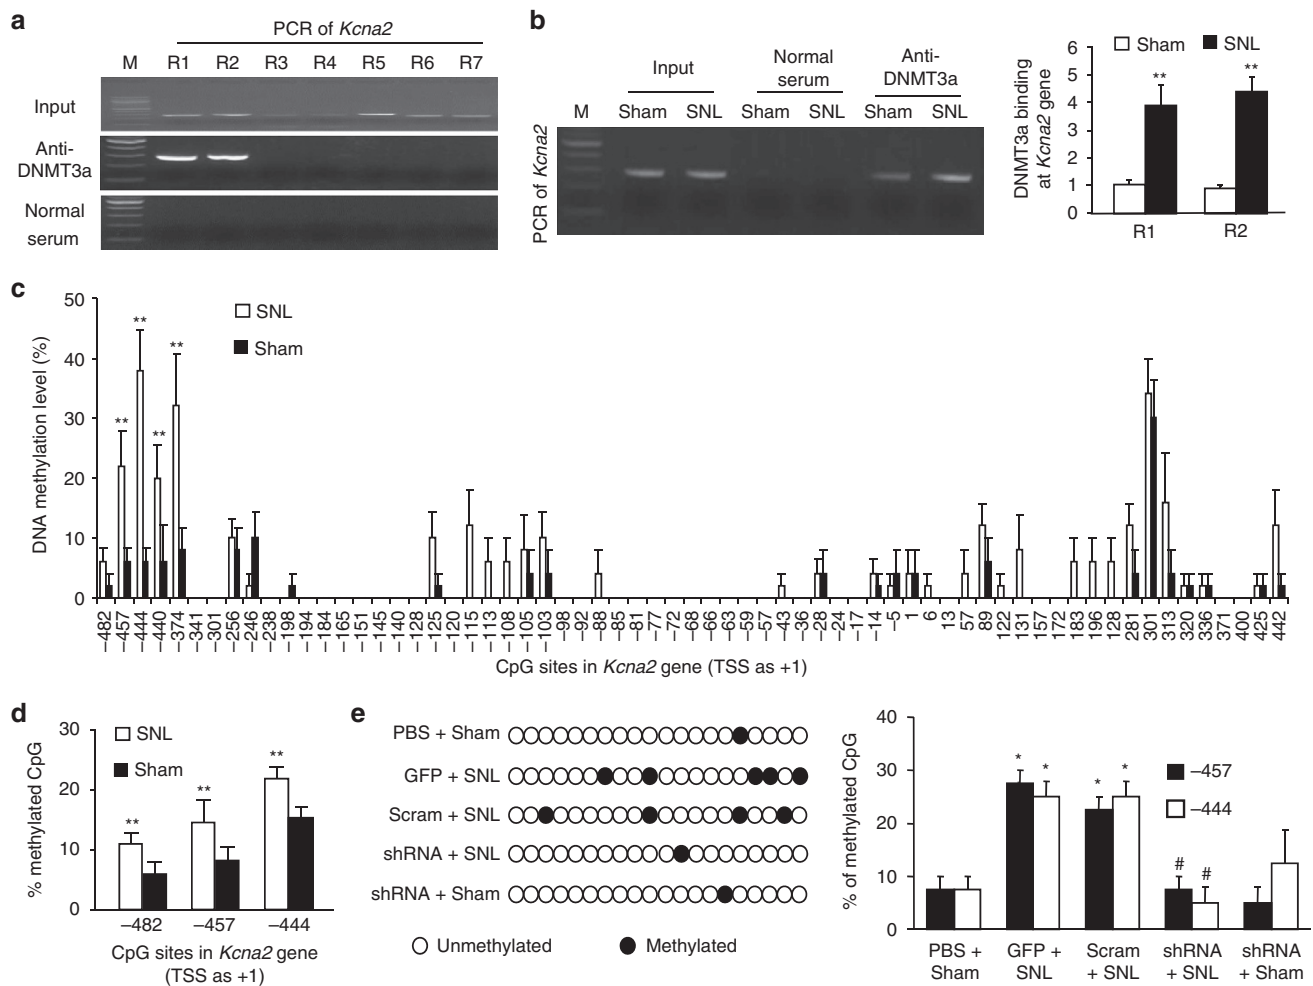 a
PCR of Kcna2
M R1 R2 R3 R4 R5 R6 R7
Input
Anti-
DNMT3a
Normal
serum
b
Input
Normal
serum
Anti-
DNMT3a
M Sham SNL Sham SNL Sham SNL
PCR of Kcna2
Sham SNL
DNMT3a binding
at Kcna2 gene
6
5
4
3
2
1
0
** **
R1 R2
c
DNA methylation level (%)
50
40
30
20
10
0
SNL
Sham
** ** ** **
–482 –457 –444 –440 –374 –341 –301 –256 –246 –238 –198 –194 –184 –165 –151 –145 –140 –128 –125 –120 –115 –113 –108 –105 –103 –98 –92 –88 –85 –81 –77 –72 –68 –66 –63 –59 –57 –43 –36 –28 –24 –17 –14 –5 1 6 13 57 89 122 131 157 172 183 196 128 281 301 313 320 336 371 400 425 442
CpG sites in Kcna2 gene (TSS as +1)
d
% methylated CpG
30
20
10
0
SNL
Sham
** ** **
–482 –457 –444
CpG sites in Kcna2 gene
(TSS as +1)
e
PBS + Sham
GFP + SNL
Scram + SNL
shRNA + SNL
shRNA + Sham
Unmethylated Methylated
% of methylated CpG
40
30
20
10
0
–457
–444
* * * * # #
PBS +
Sham
GFP +
SNL
Scram
+ SNL
shRNA
+ SNL
shRNA
+ Sham